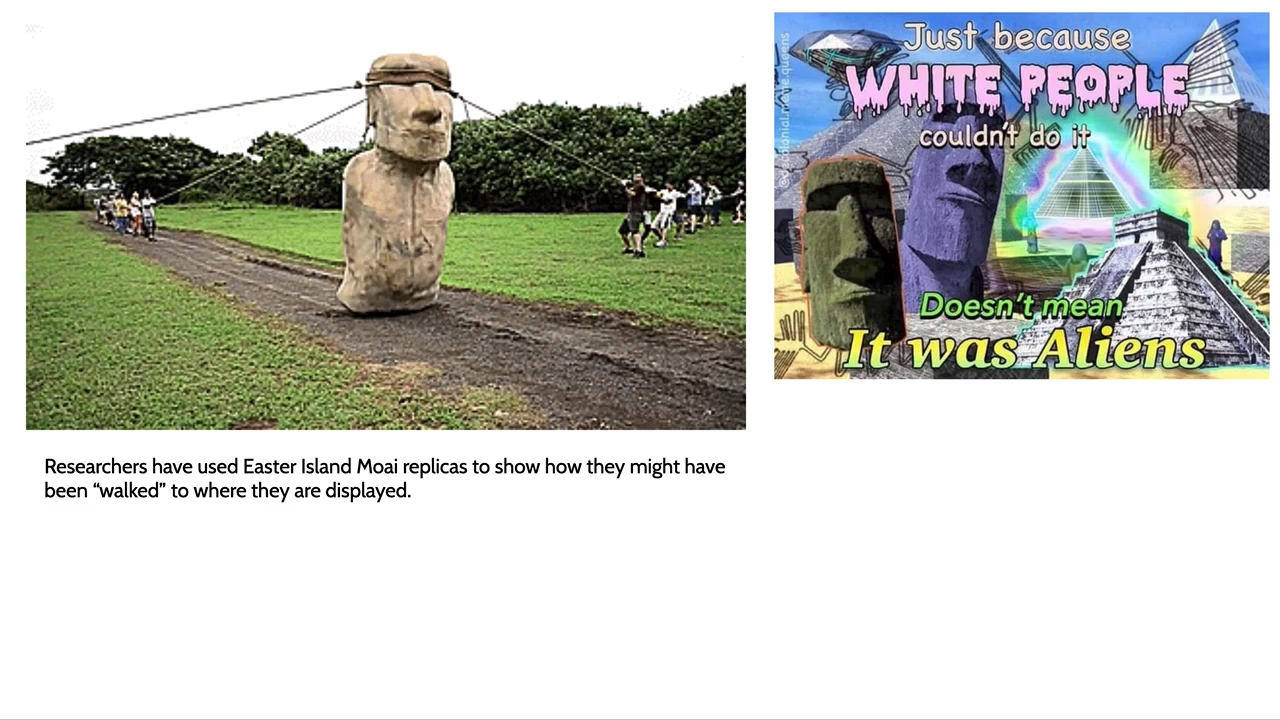 Just because
WHITE PEOPLE
couldn't do it
Doesn't mean
It was Aliens
Researchers have used Easter Island Moai replicas to show how they might have
been “walked” to where they are displayed.